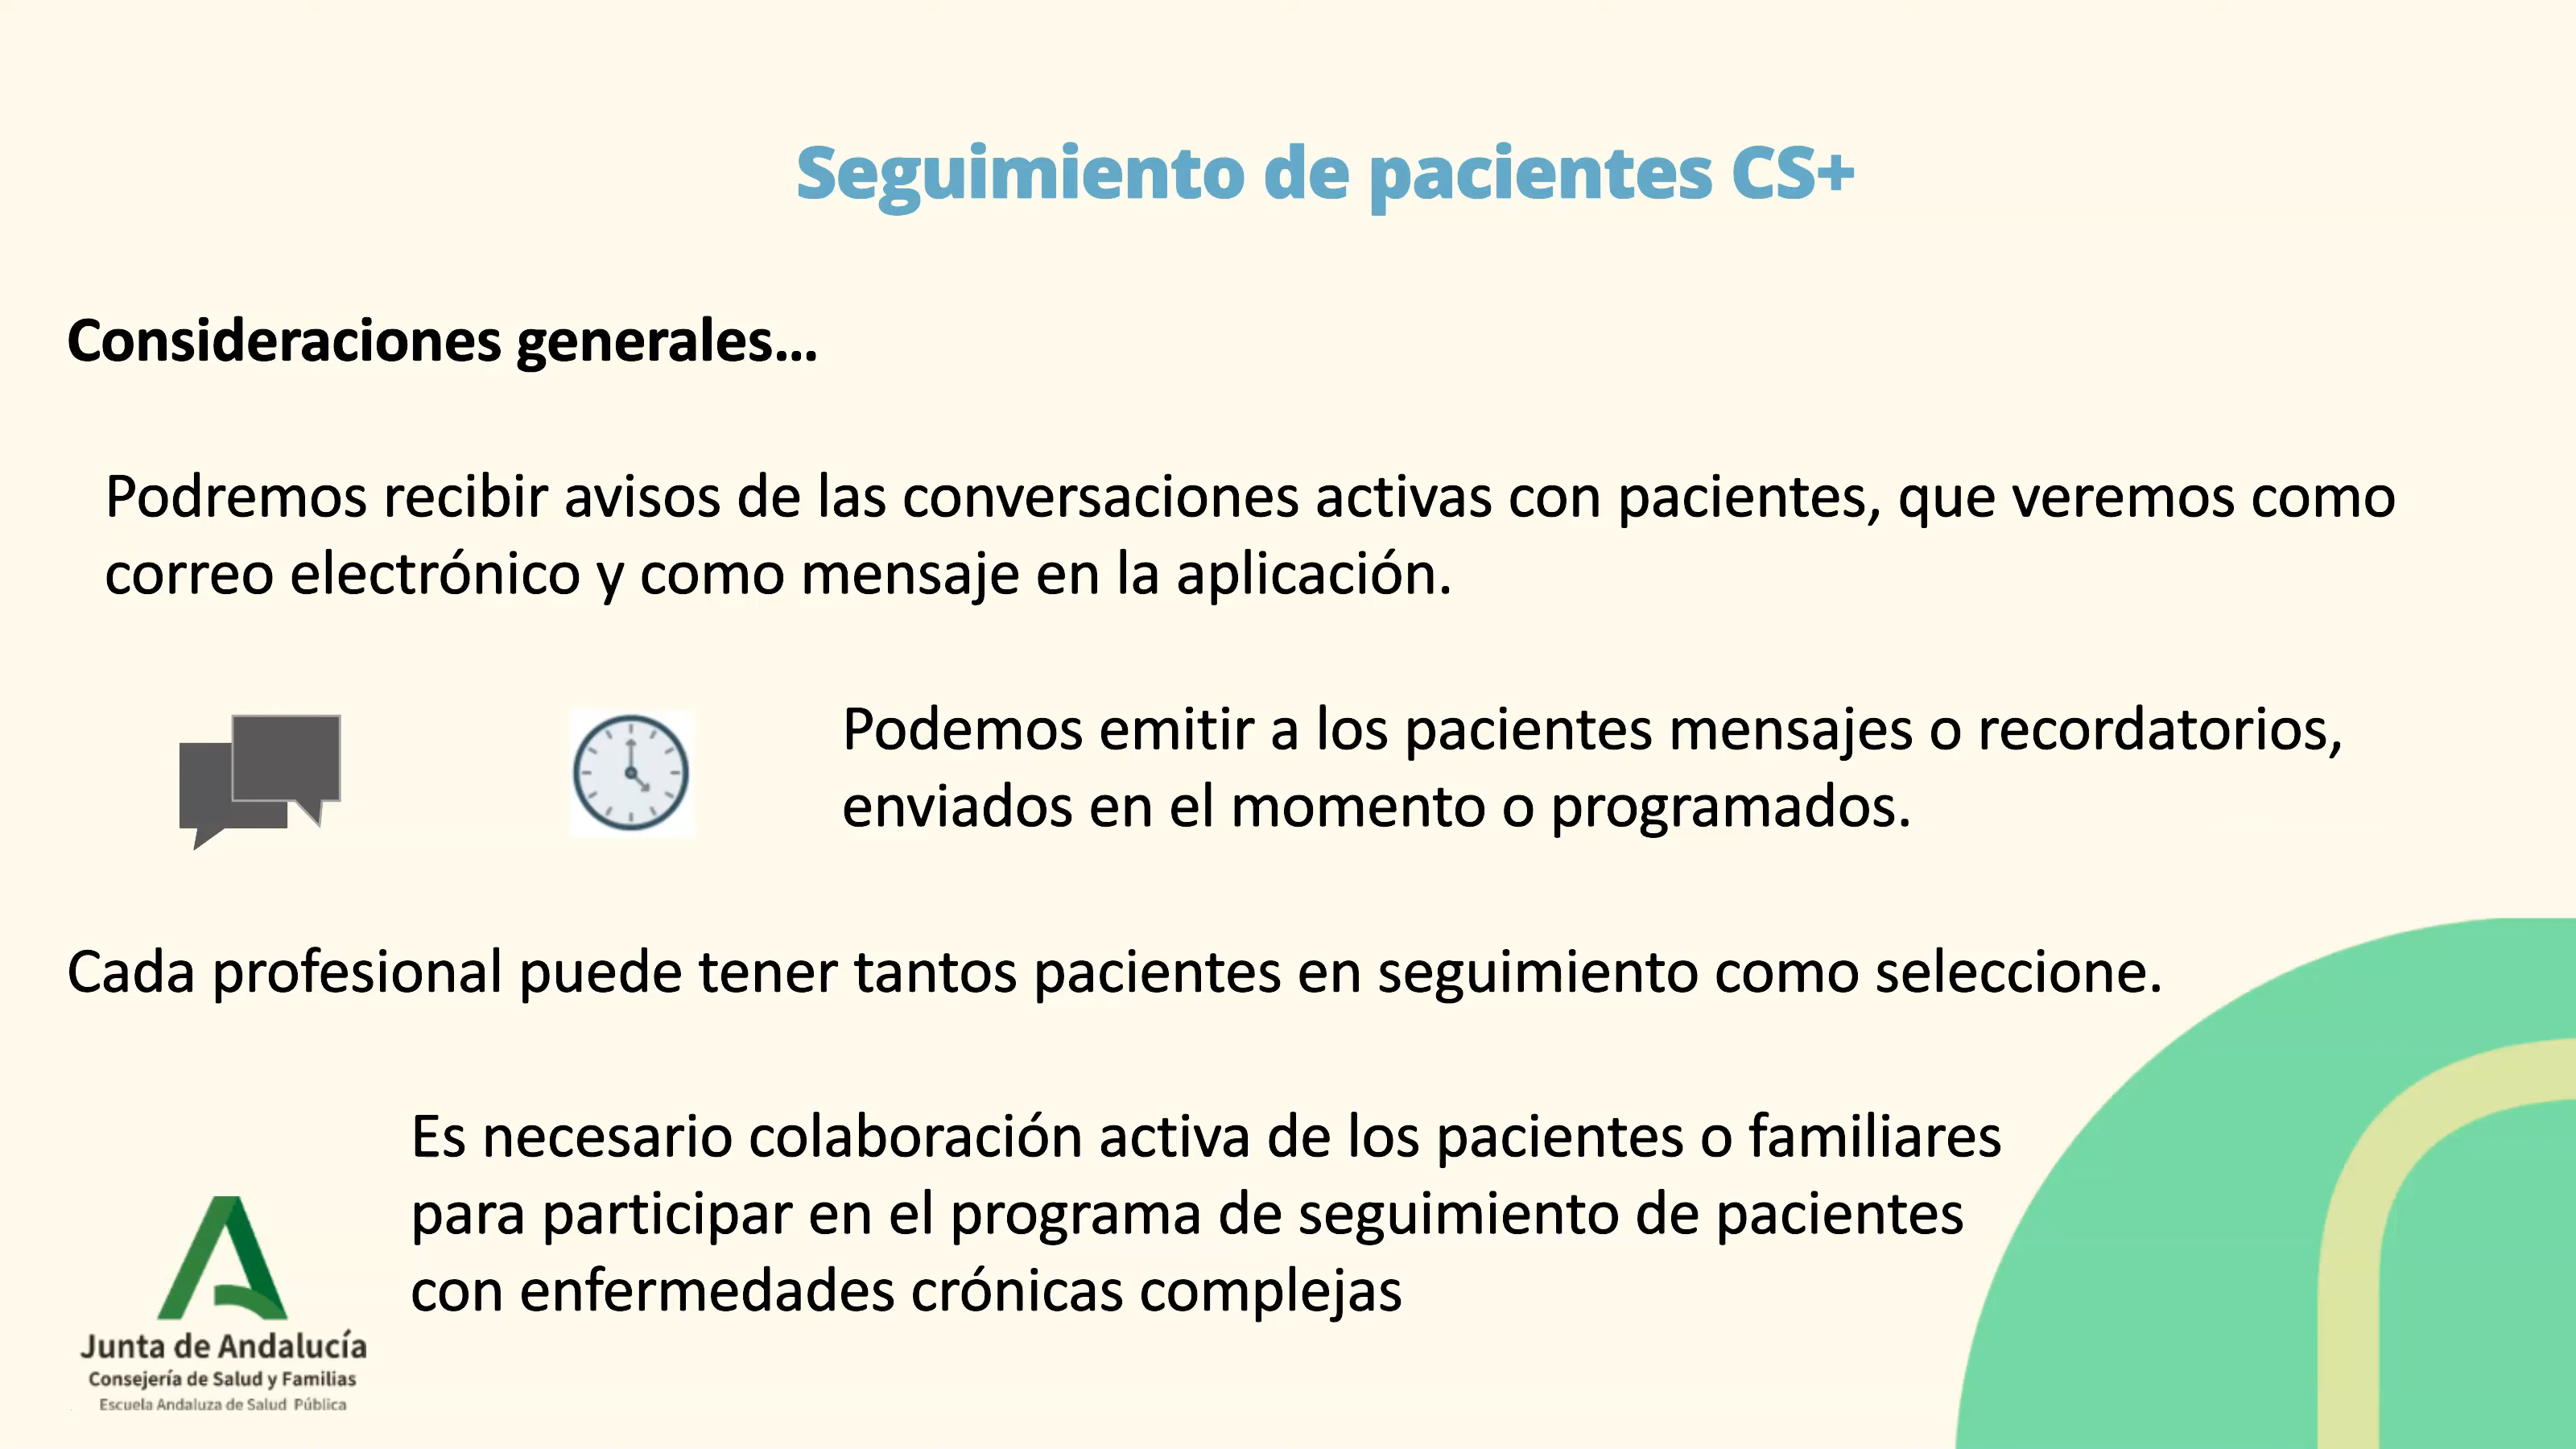 Seguimiento de pacientes CS+
Consideraciones generales...
Podremos recibir avisos de las conversaciones activas con pacientes, que veremos como
correo electrónico y como mensaje en la aplicación.
Podemos emitir a los pacientes mensajes o recordatorios,
enviados en el momento o programados.
Cada profesional puede tener tantos pacientes en seguimiento como seleccione.
Es necesario colaboración activa de los pacientes o familiares
para participar en el programa de seguimiento de pacientes
con enfermedades crónicas complejas
Junta de Andalucía
Consejería de Salud y Familias
Escuela Andaluza de Salud Pública